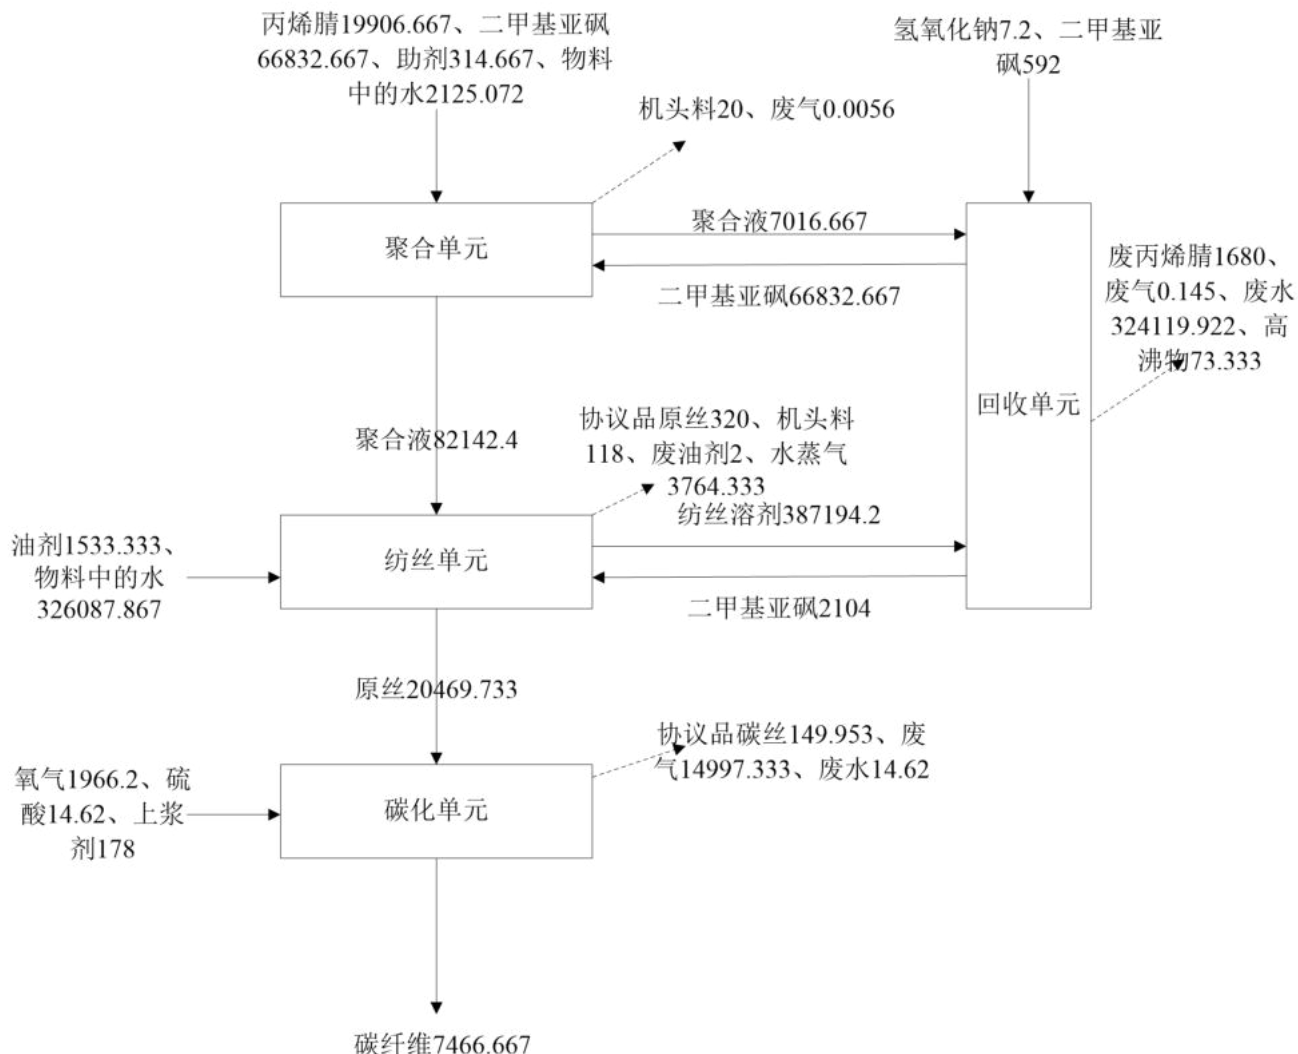 丙烯腈19906.667、二甲基亚砜
66832.667、助剂314.667、物料
中的水2125.072
氢氧化钠7.2、二甲基亚
砜592
机头料20、废气0.0056
聚合单元
聚合液7016.667
二甲基亚砜66832.667
废丙烯腈1680、
废气0.145、废水
324119.922、高
沸物73.333
回收单元
聚合液82142.4
协议品原丝320、机头料
118、废油剂2、水蒸气
3764.333
纺丝溶剂387194.2
油剂1533.333、
物料中的水
326087.867
纺丝单元
二甲基亚砜2104
原丝20469.733
协议品碳丝149.953、废
气14997.333、废水14.62
氧气1966.2、硫
酸14.62、上浆
剂178
碳化单元
碳纤维7466.667